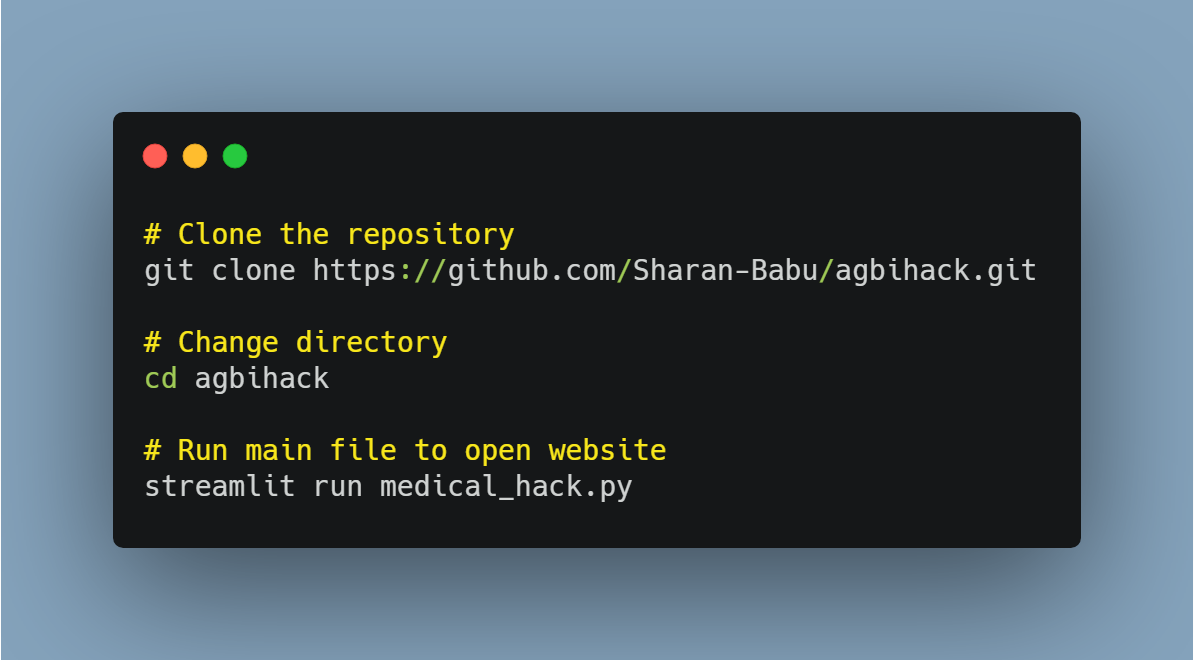 # Clone the repository
git clone https://github.com/Sharan-Babu/agbihack.git
# Change directory
cd agbihack
# Run main file to open website
streamlit run medical_hack.py